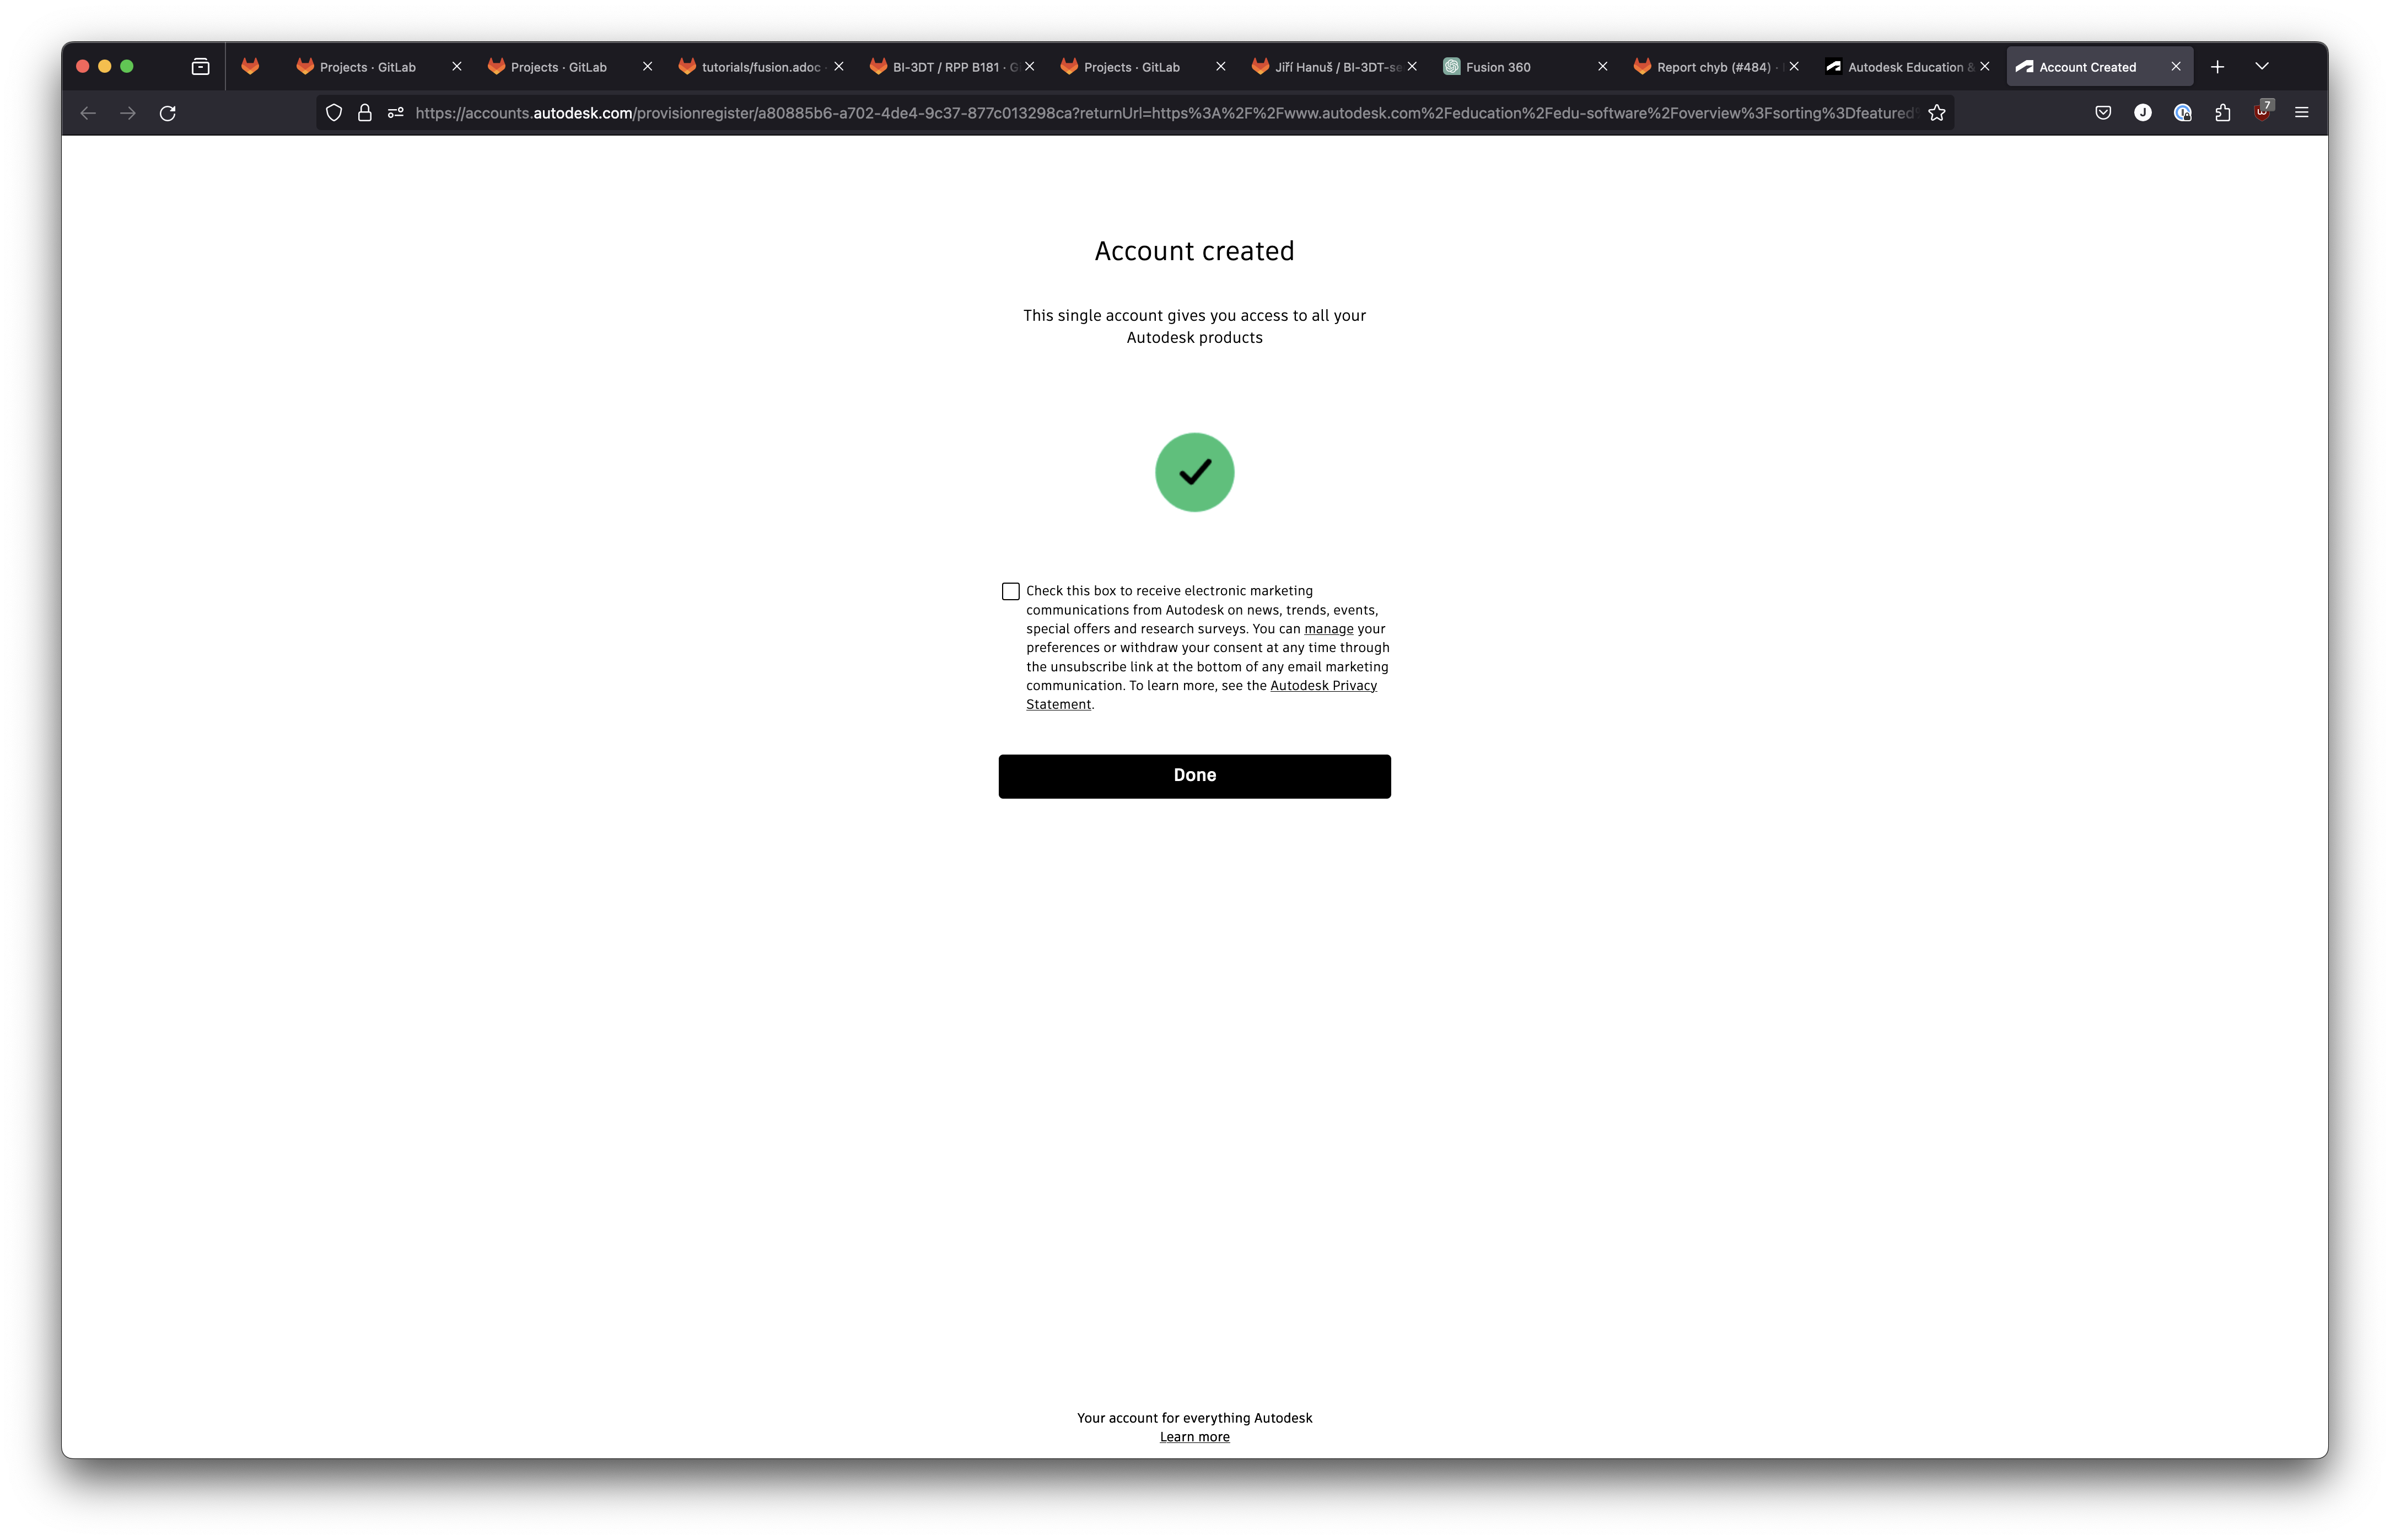 Projects · GitLab
Projects · GitLab
tutorials/fusion.adoc
BI-3DT / RPP B181 · G
Projects · GitLab
Jiří Hanuš / BI-3DT-se
Fusion 360
Report chyb (#484) ·
Autodesk Education &
Account Created
https://accounts.autodesk.com/provisionregister/a80885b6-a702-4de4-9c37-877c013298ca?returnUrl=https%3A%2F%2Fwww.autodesk.com%2Feducation%2Fedu-software%2Foverview%3Fsorting%3Dfeatured
J
7
Account created
This single account gives you access to all your
Autodesk products
Check this box to receive electronic marketing
communications from Autodesk on news, trends, events,
special offers and research surveys. You can manage your
preferences or withdraw your consent at any time through
the unsubscribe link at the bottom of any email marketing
communication. To learn more, see the Autodesk Privacy
Statement.
Done
Your account for everything Autodesk
Learn more